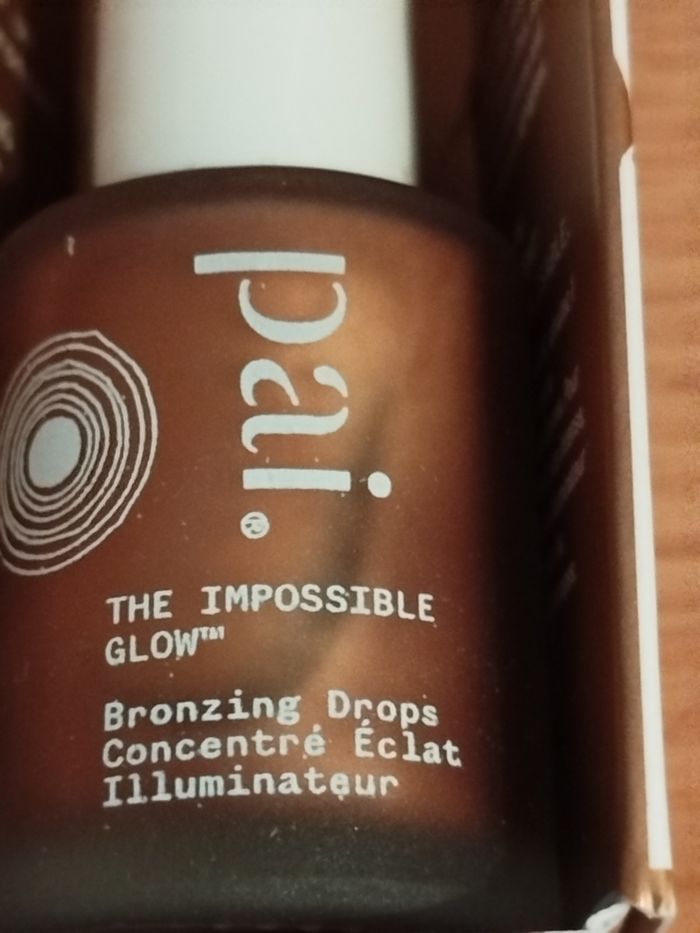 pai.®
THE IMPOSSIBLE
GLOW™
Bronzing Drops
Concentré Éclat
Illuminateur